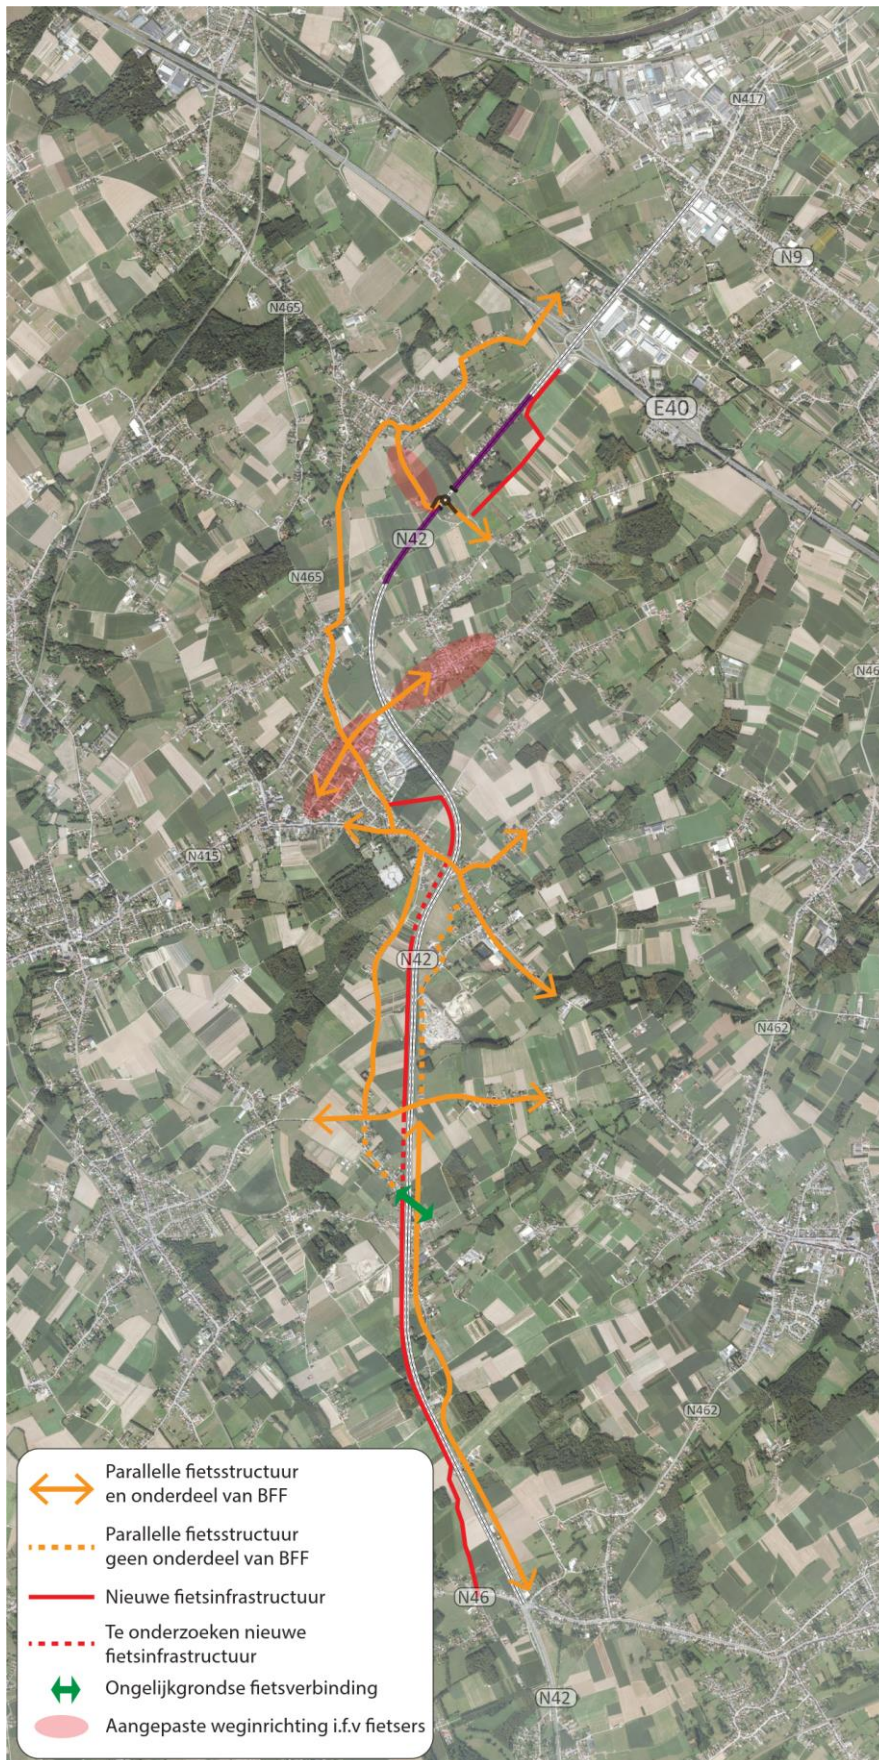 N417
N9
N465
E40
N42
N465
N46
N415
N42
N462
N462
Parallelle fietsstructuur
en onderdeel van BFF
Parallelle fietsstructuur
geen onderdeel van BFF
Nieuwe fietsinfrastructuur
N46
Te onderzoeken nieuwe
fietsinfrastructuur
Ongelijkgrondse fietsverbinding
N42
Aangepaste weginrichting i.f.v fietsers